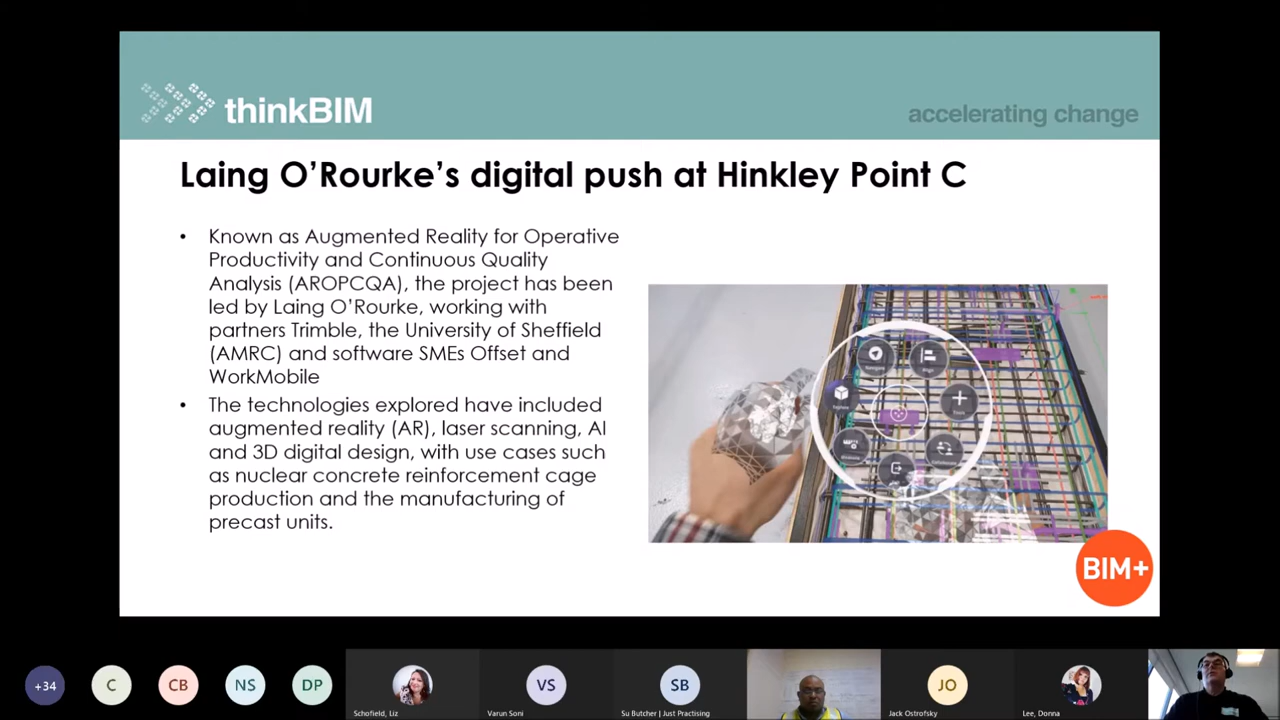 thinkBIM
accelerating change
Laing O’Rourke’s digital push at Hinkley Point C
• Known as Augmented Reality for Operative
Productivity and Continuous Quality
Analysis (AROPCQA), the project has been
led by Laing O’Rourke, working with
partners Trimble, the University of Sheffield
(AMRC) and software SMEs Offset and
WorkMobile
• The technologies explored have included
augmented reality (AR), laser scanning, AI
and 3D digital design, with use cases such
as nuclear concrete reinforcement cage
production and the manufacturing of
precast units.
Tools
BIM+
+34
C
CB
NS
DP
VS
SB
JO
Schofield, Liz
Varun Soni
Su Butcher | Just Practising
Jack Ostrofsky
Lee, Donna